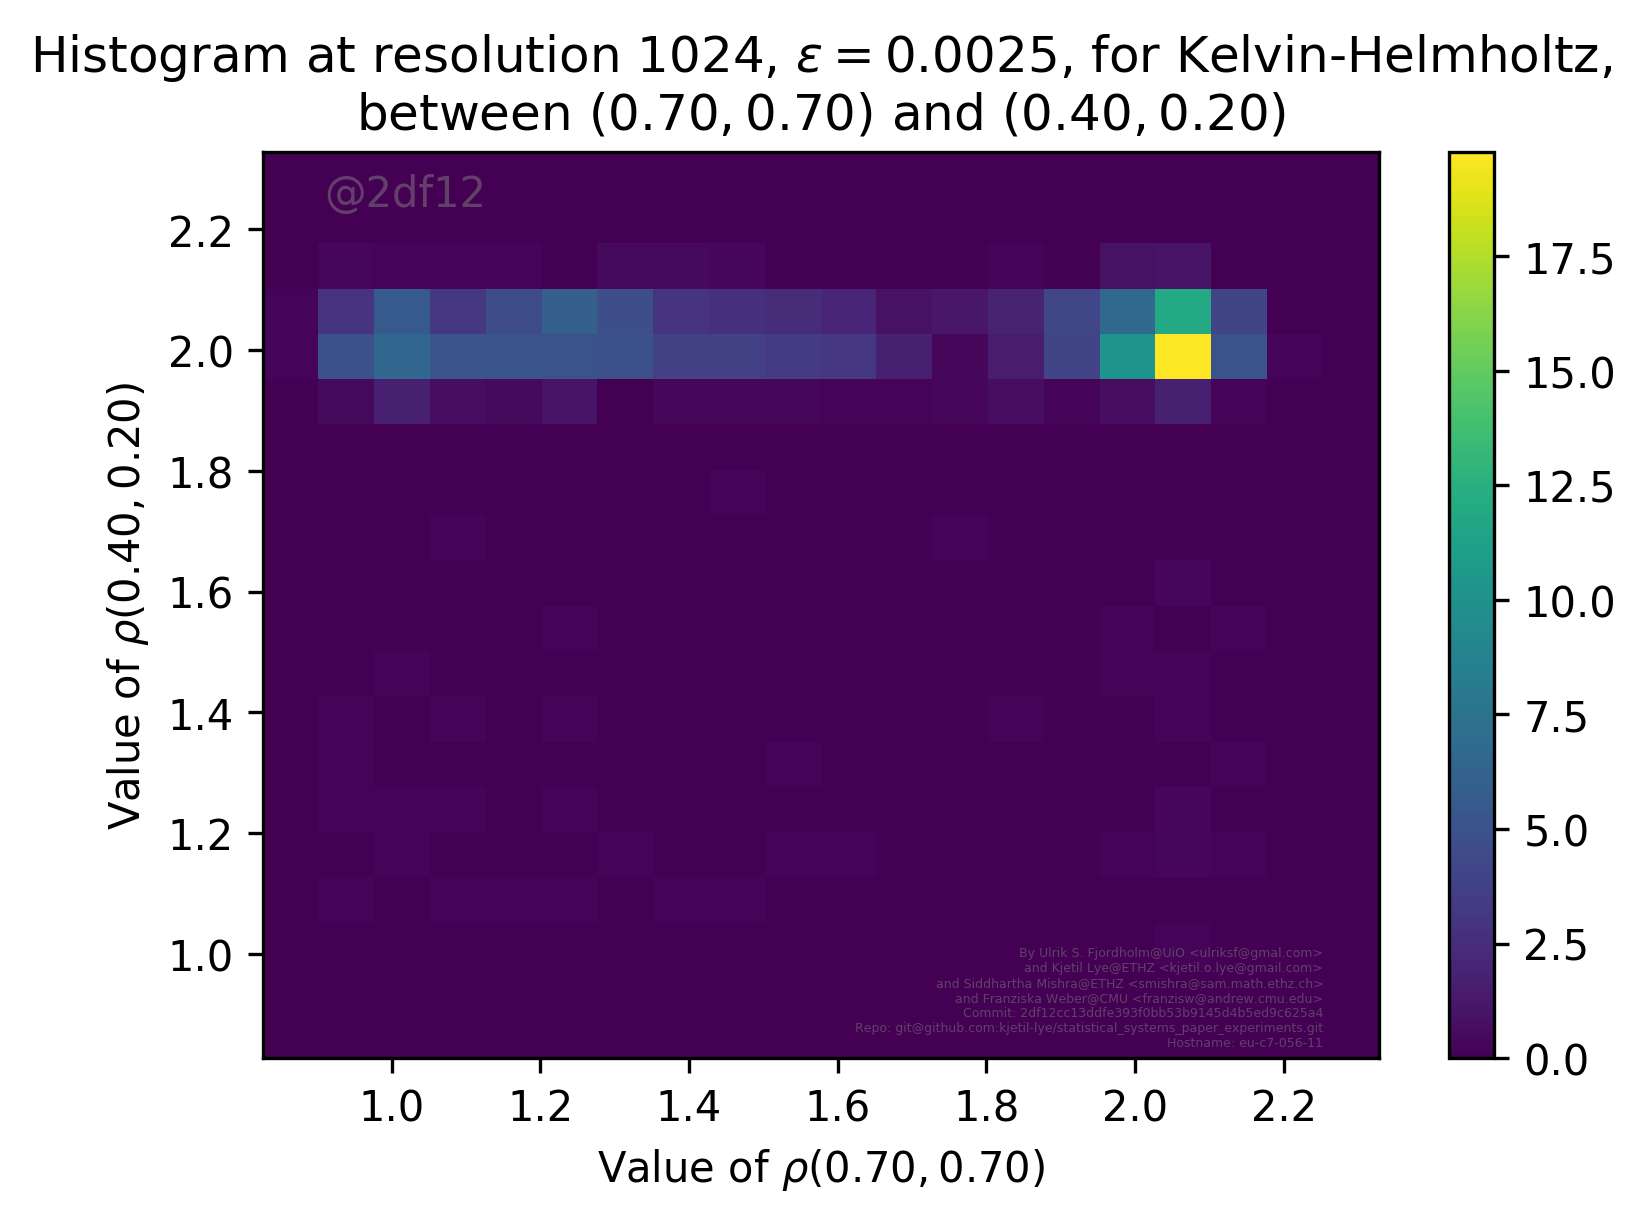 Histogram at resolution 1024, ε = 0.0025, for Kelvin-Helmholtz,
between (0.70, 0.70) and (0.40, 0.20)
@2df12
2.2
2.0
1.8
1.6
1.4
1.2
1.0
Value of ρ(0.40, 0.20)
1.0 1.2 1.4 1.6 1.8 2.0 2.2
Value of ρ(0.70, 0.70)
17.5
15.0
12.5
10.0
7.5
5.0
2.5
0.0
By Ulrik S. Fjordholm@UiO <ulriksf@gmal.com>
and Kjetil Lye@ETHZ <kjetil.o.lye@gmail.com>
and Siddhartha Mishra@ETHZ <smishra@sam.math.ethz.ch>
and Franziska Weber@CMU <franzisw@andrew.cmu.edu>
Commit: 2df12cc13ddfe393f0bb53b9145d4b5ed9c625a4
Repo: git@github.com:kjetil-lye/statistical_systems_paper_experiments.git
Hostname: eu-c7-056-11